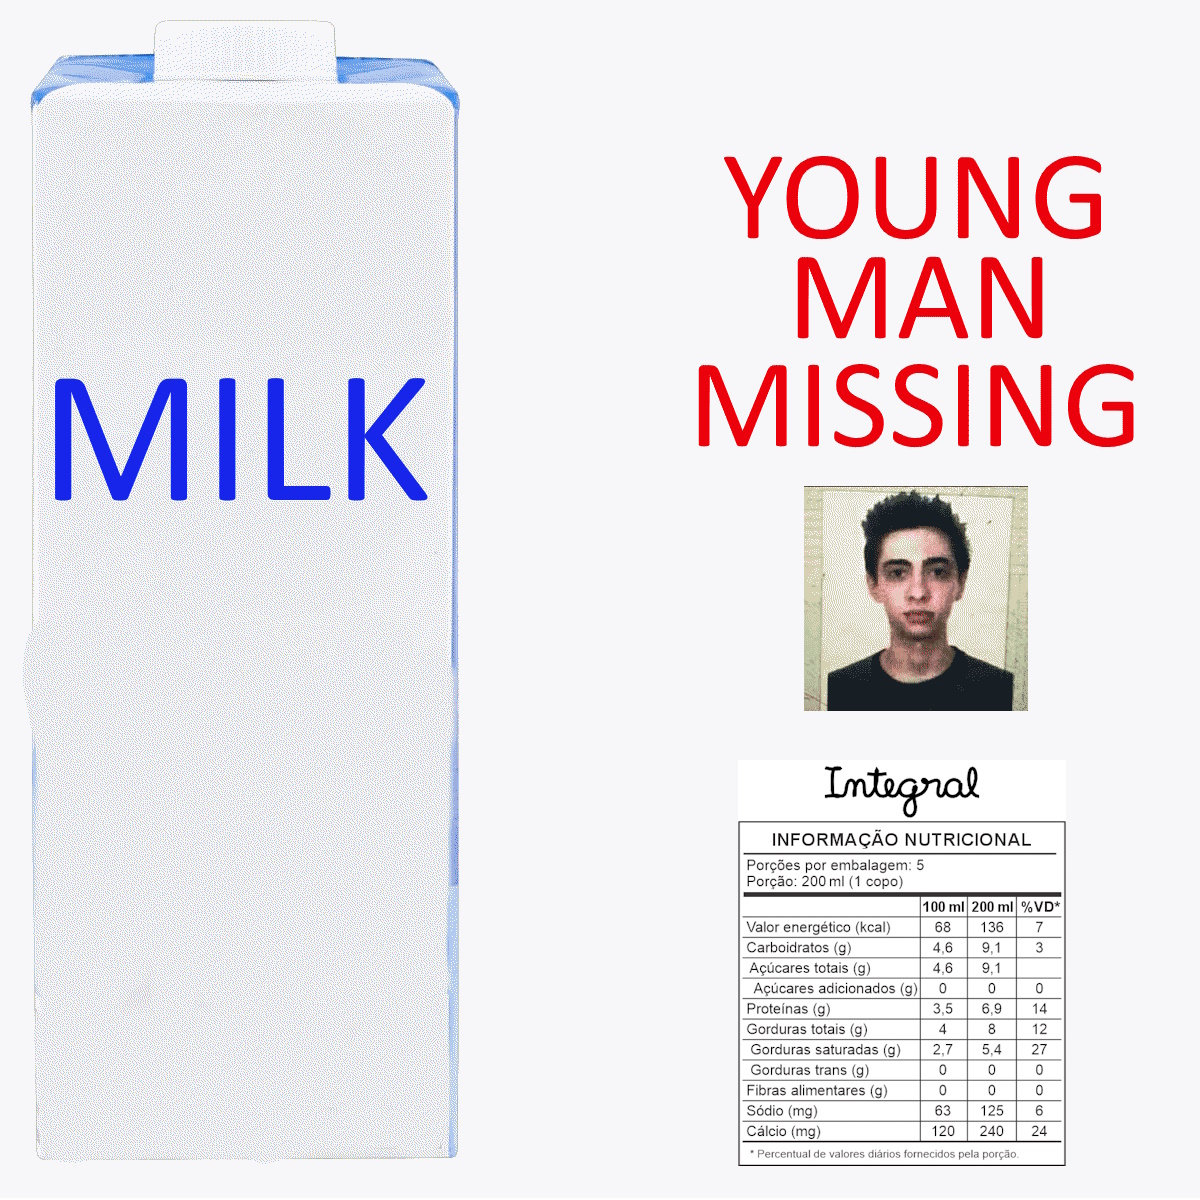 MILK
YOUNG
MAN
MISSING
Integral
INFORMAÇÃO NUTRICIONAL
Porções por embalagem: 5
Porção: 200 ml (1 copo)
100 ml 200 ml %VD*
Valor energético (kcal) 68 136 7
Carboidratos (g) 4,6 9,1 3
Açúcares totais (g) 4,6 9,1
Açúcares adicionados (g) 0 0 0
Proteínas (g) 3,5 6,9 14
Gorduras totais (g) 4 8 12
Gorduras saturadas (g) 2,7 5,4 27
Gorduras trans (g) 0 0 0
Fibras alimentares (g) 0 0 0
Sódio (mg) 63 125 6
Cálcio (mg) 120 240 24
* Percentual de valores diários fornecidos pela porção.